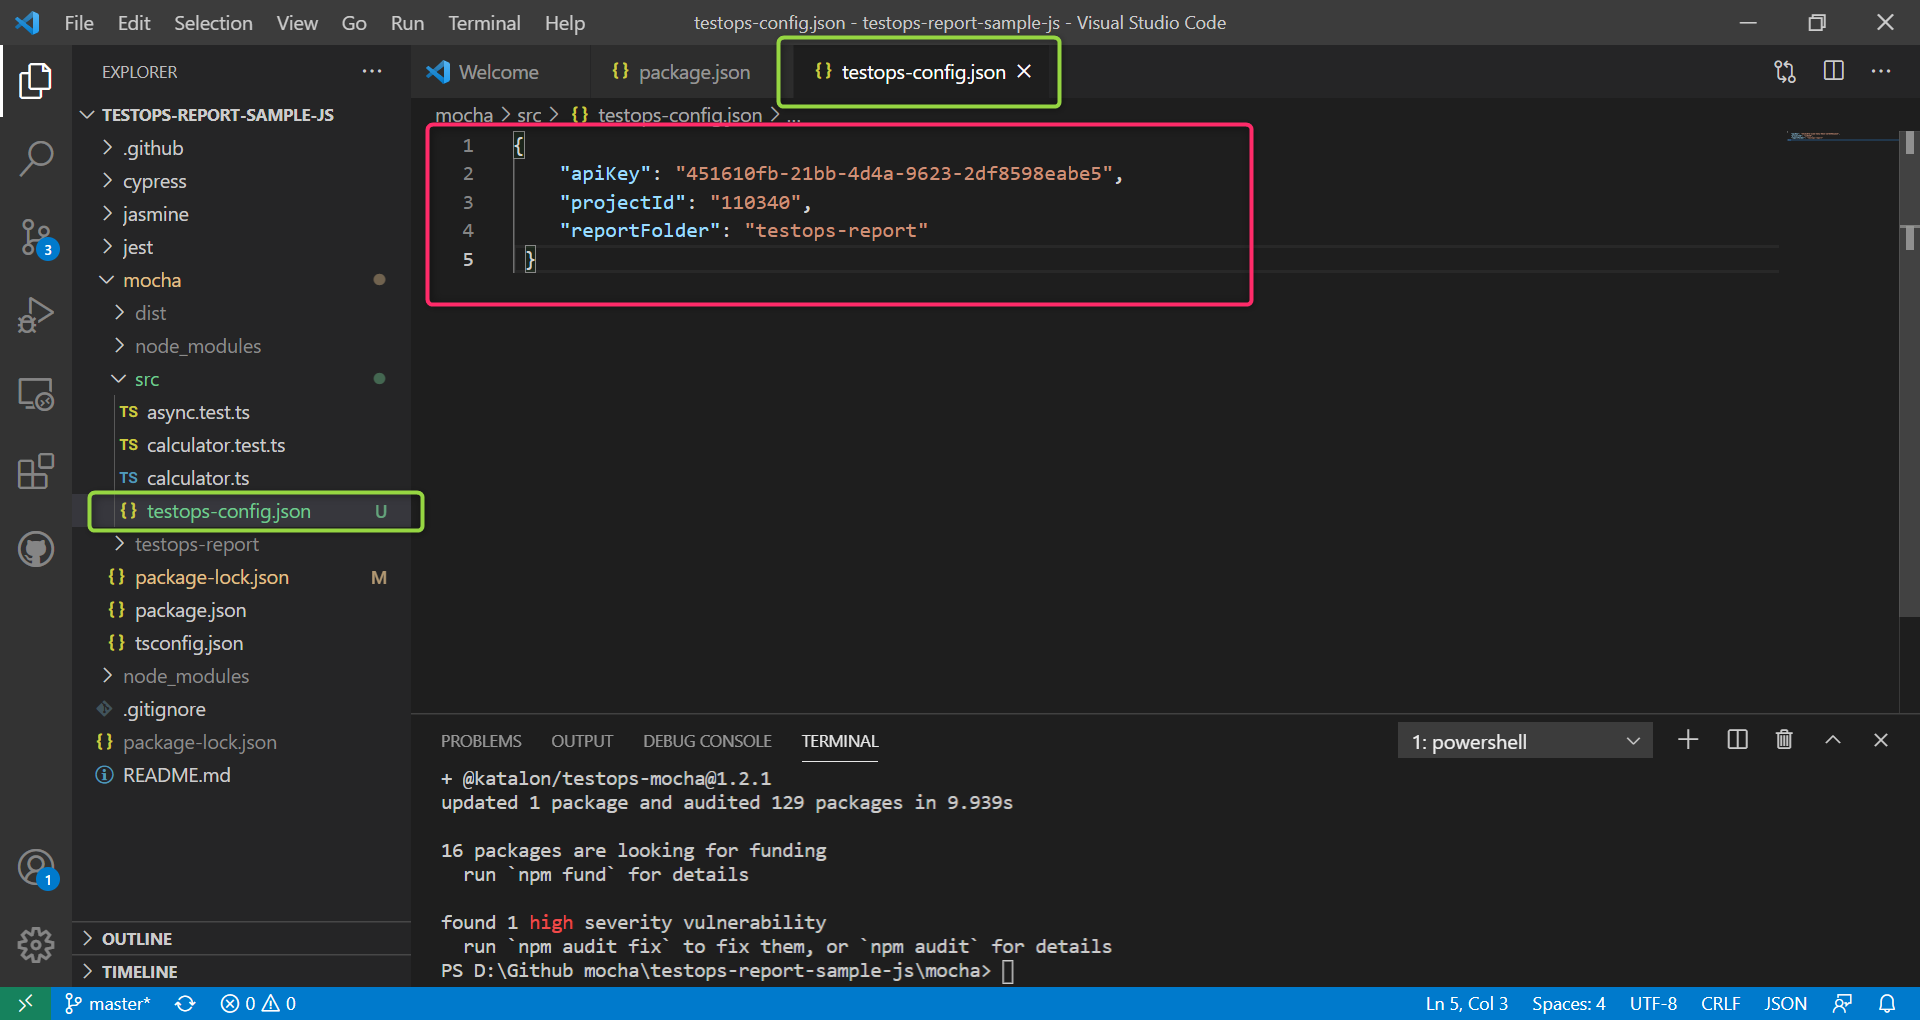 File Edit Selection View Go Run Terminal Help
testops-config.json - testops-report-sample-js - Visual Studio Code
EXPLORER
TESTOPS-REPORT-SAMPLE-JS
.github
cypress
jasmine
jest
mocha
dist
node_modules
src
TS async.test.ts
TS calculator.test.ts
TS calculator.ts
{} testops-config.json U
testops-report
{} package-lock.json M
{} package.json
{} tsconfig.json
node_modules
.gitignore
{} package-lock.json
README.md
OUTLINE
TIMELINE
3
1
Welcome
{} package.json
{} testops-config.json
mocha > src > {} testops-config.json > ...
1 {
2 "apiKey": "451610fb-21bb-4d4a-9623-2df8598eabe5",
3 "projectId": "110340",
4 "reportFolder": "testops-report"
5 }
PROBLEMS OUTPUT DEBUG CONSOLE TERMINAL
1: powershell
+ @katalon/testops-mocha@1.2.1
updated 1 package and audited 129 packages in 9.939s
16 packages are looking for funding
run `npm fund` for details
found 1 high severity vulnerability
run `npm audit fix` to fix them, or `npm audit` for details
PS D:\Github mocha\testops-report-sample-js\mocha>
master* 0 0
Ln 5, Col 3 Spaces: 4 UTF-8 CRLF JSON